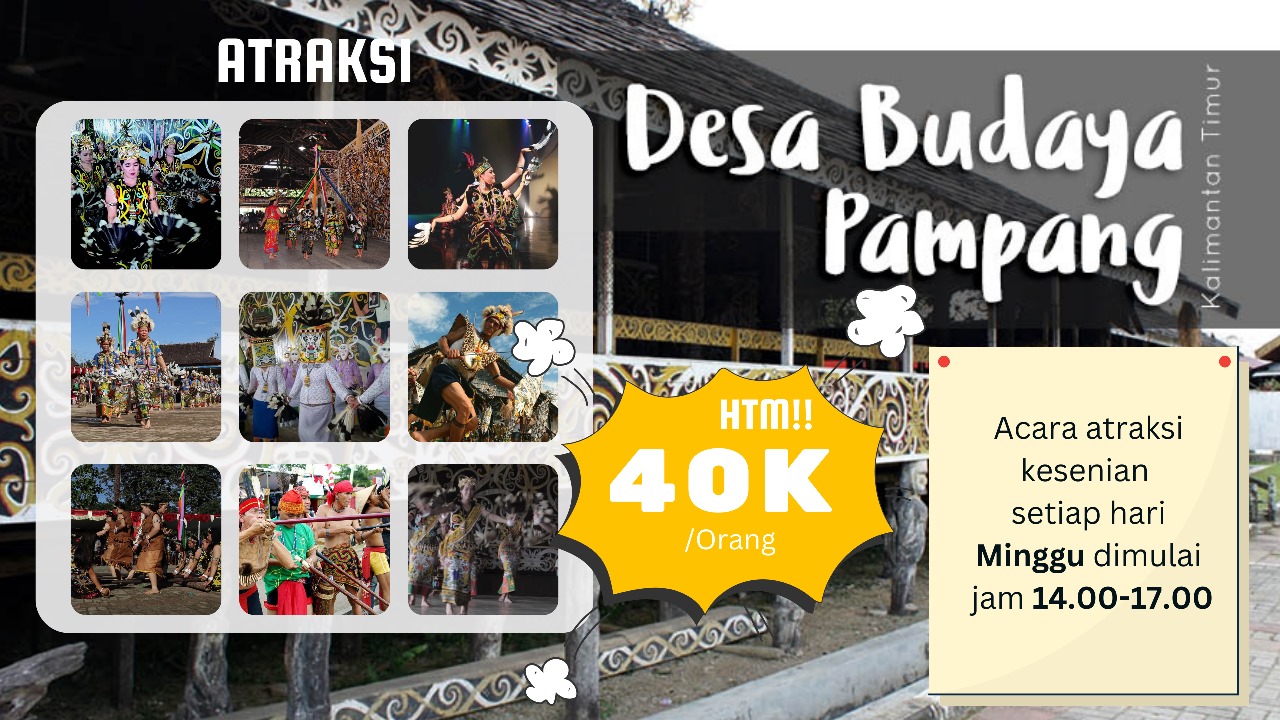 ATRAKSI
Desa Budaya
Pampang
Kalimantan Timur
HTM!!
40K
/Orang
Acara atraksi
kesenian
setiap hari
Minggu dimulai
jam 14.00-17.00